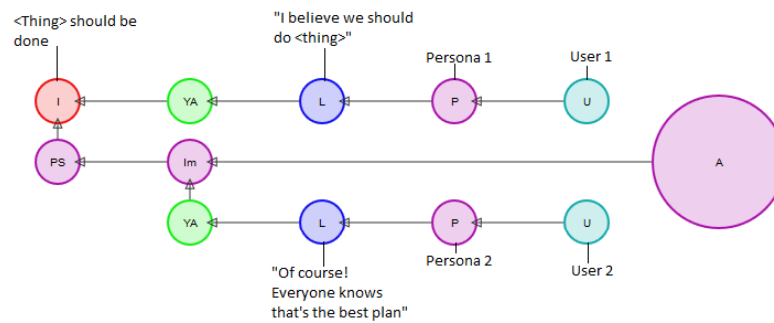 <Thing> should be
done
"I believe we should
do <thing>"
Persona 1
User 1
I
YA
L
P
U
PS
Im
A
YA
L
P
U
Persona 2
User 2
"Of course!
Everyone knows
that's the best plan"